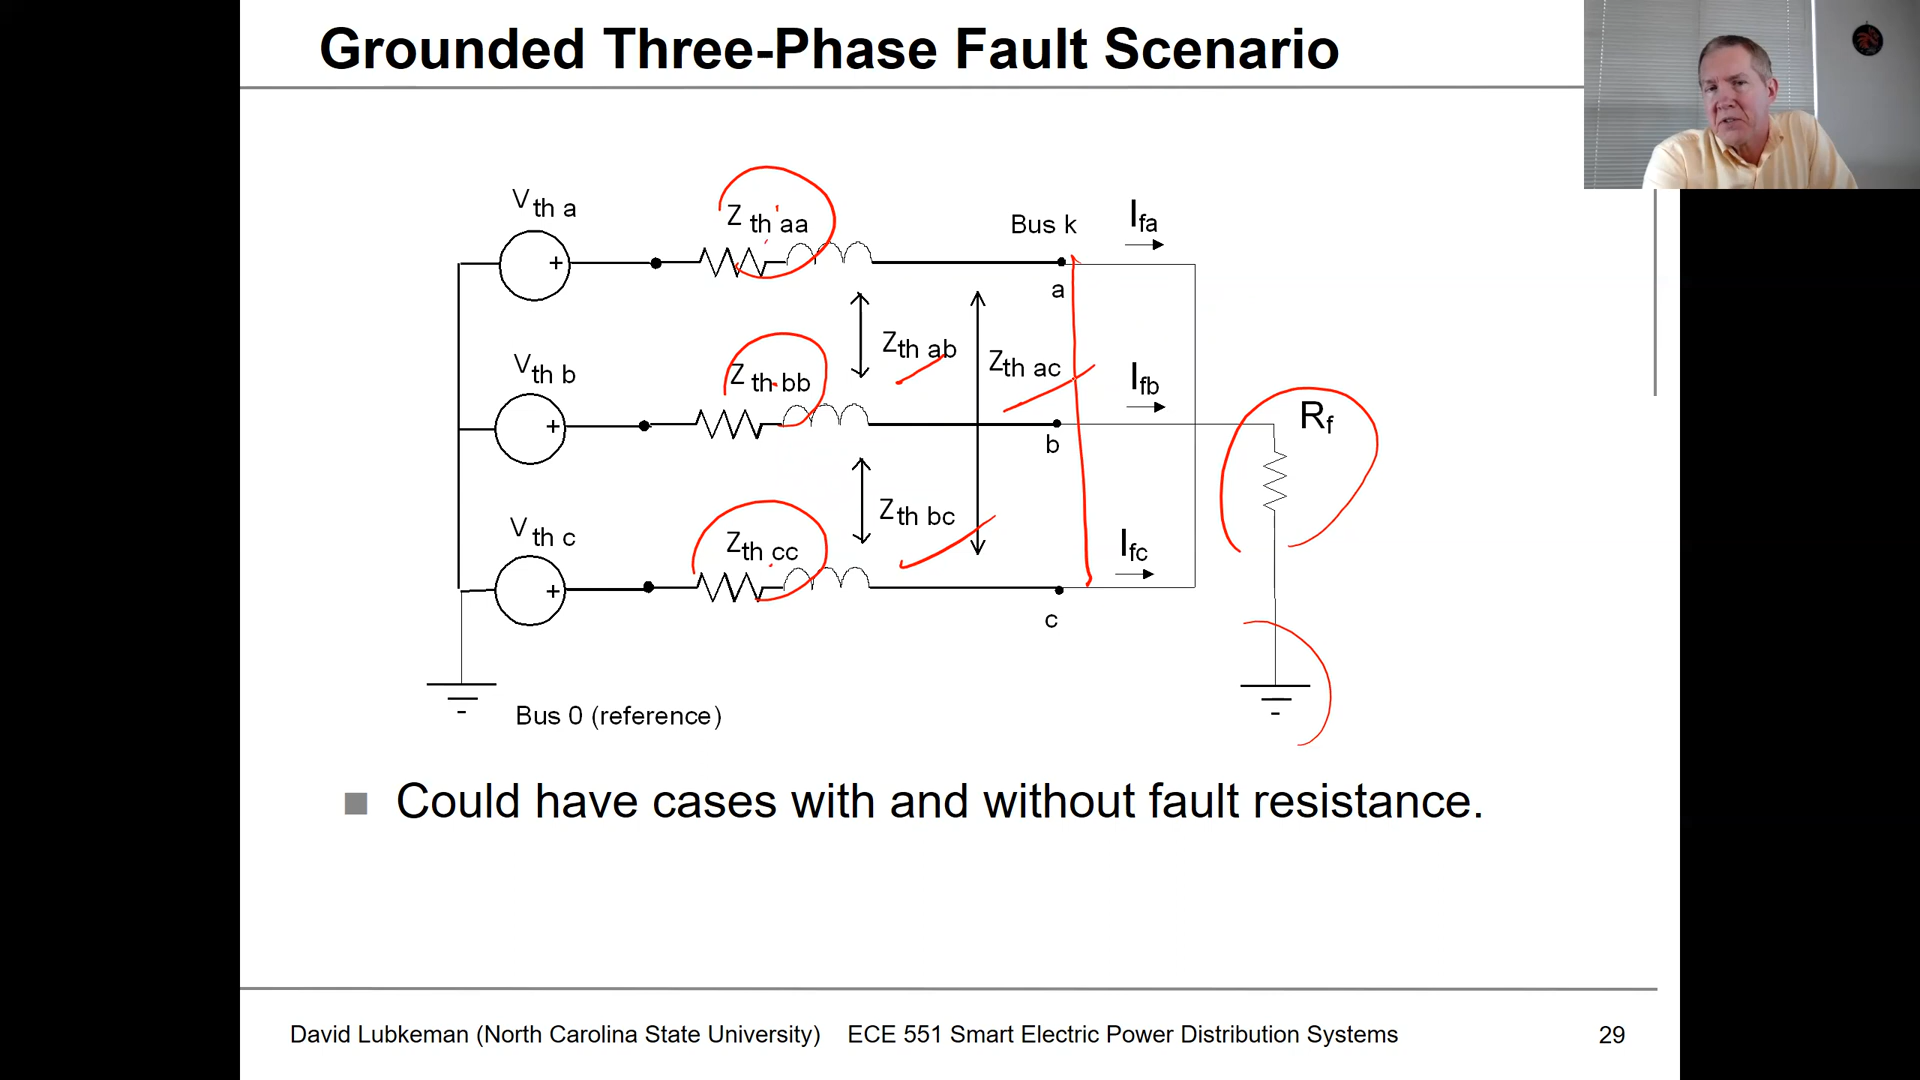 Grounded Three-Phase Fault Scenario
V th a
Z th aa
Bus k
I fa
a
Z th ab
Z th ac
V th b
Z th bb
I fb
R f
b
Z th bc
V th c
Z th cc
I fc
c
Bus 0 (reference)
Could have cases with and without fault resistance.
David Lubkeman (North Carolina State University) ECE 551 Smart Electric Power Distribution Systems 29